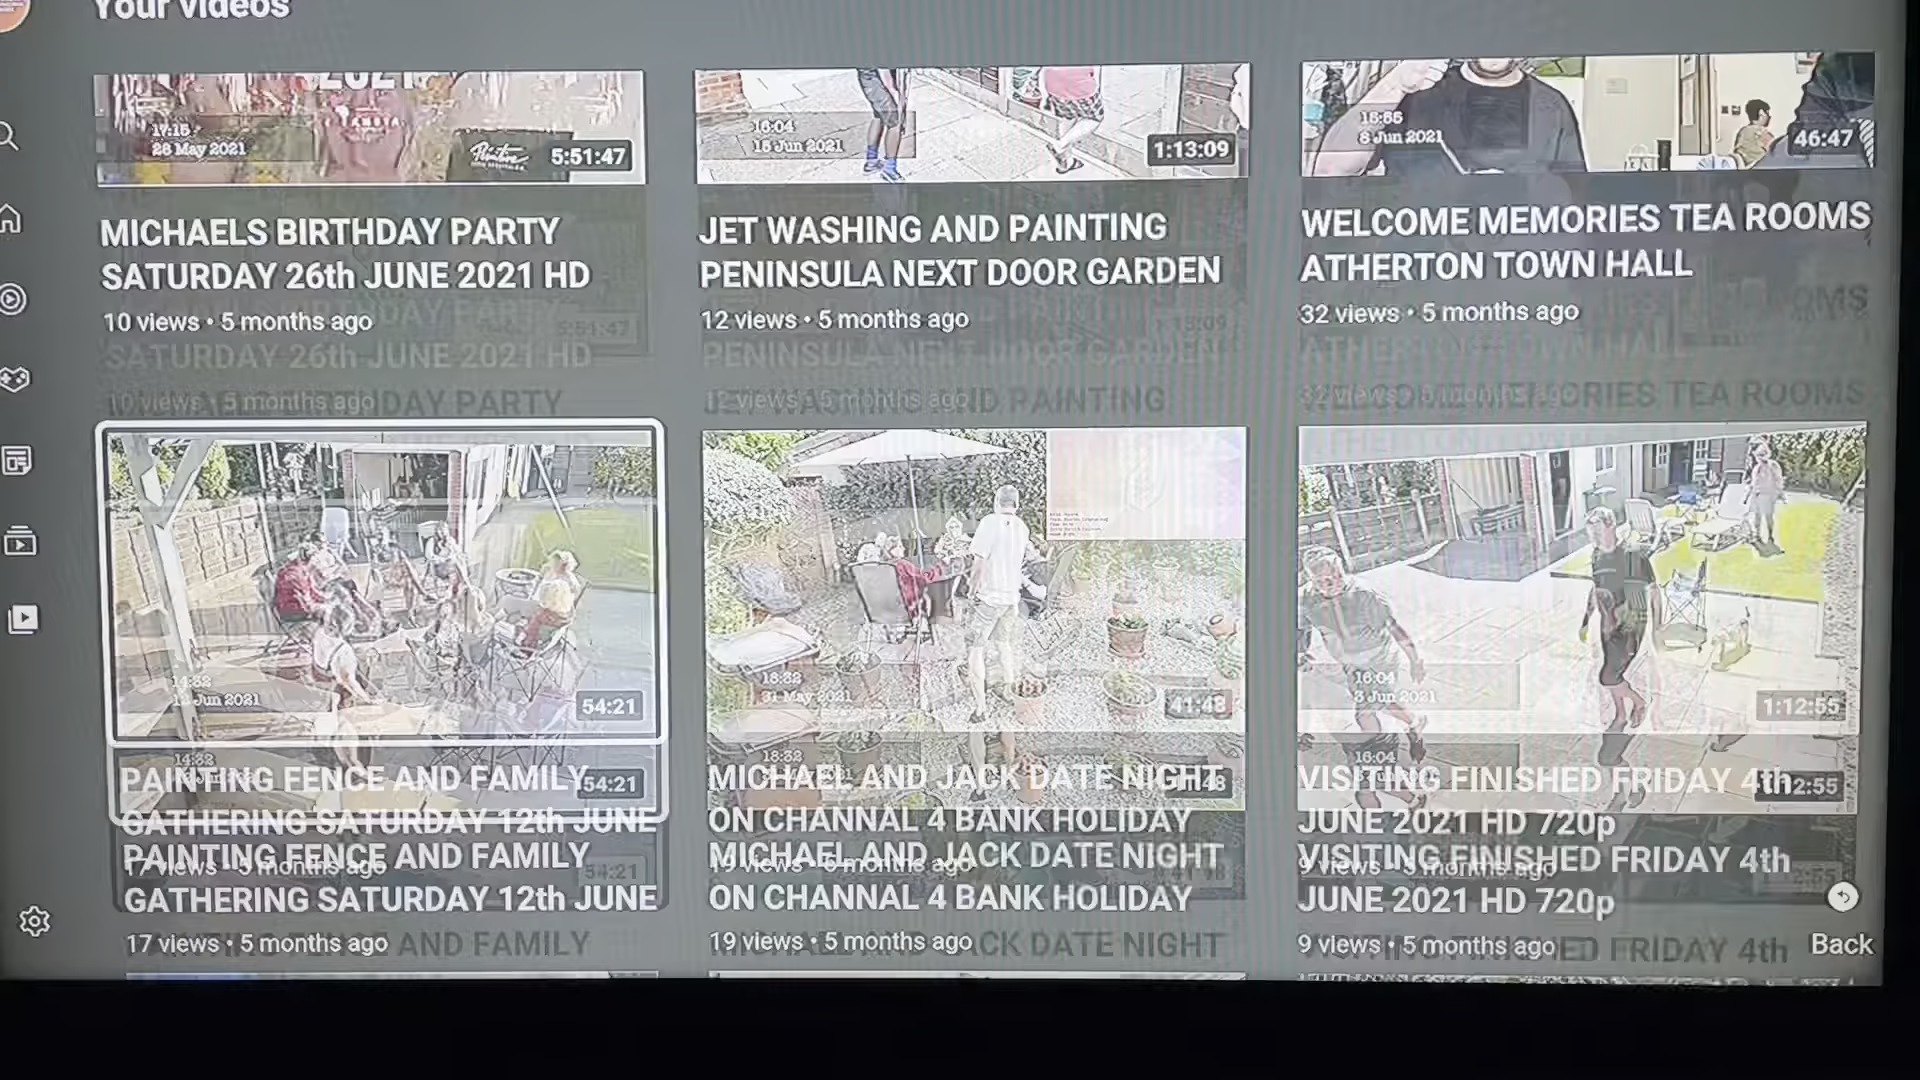 Your videos
2021
17:15
26 May 2021
5:51:47
16:04
15 Jun 2021
1:13:09
8 Jun 2021
46:47
MICHAELS BIRTHDAY PARTY
SATURDAY 26th JUNE 2021 HD
10 views • 5 months ago
JET WASHING AND PAINTING
PENINSULA NEXT DOOR GARDEN
12 views • 5 months ago
WELCOME MEMORIES TEA ROOMS
ATHERTON TOWN HALL
32 views • 5 months ago
14:32
Jun 2021
54:21
18:32
31 May 2021
41:48
16:04
3 Jun 2021
1:12:55
PAINTING FENCE AND FAMILY
GATHERING SATURDAY 12th JUNE
17 views • 5 months ago
MICHAEL AND JACK DATE NIGHT
ON CHANNAL 4 BANK HOLIDAY
19 views • 5 months ago
VISITING FINISHED FRIDAY 4th
JUNE 2021 HD 720p
9 views • 5 months ago
Back